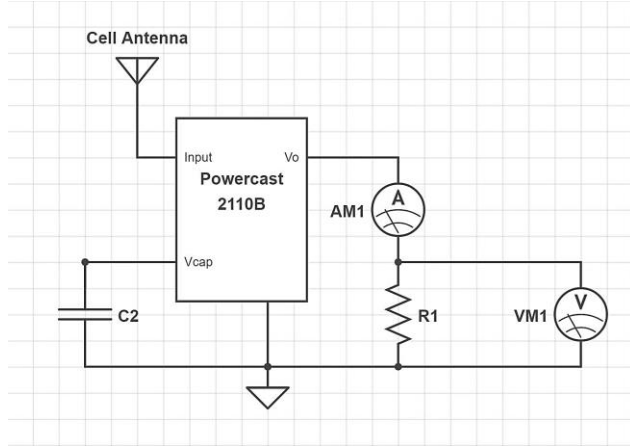 Cell Antenna
Input
Vo
Powercast
2110B
AM1
A
Vcap
C2
R1
VM1
V